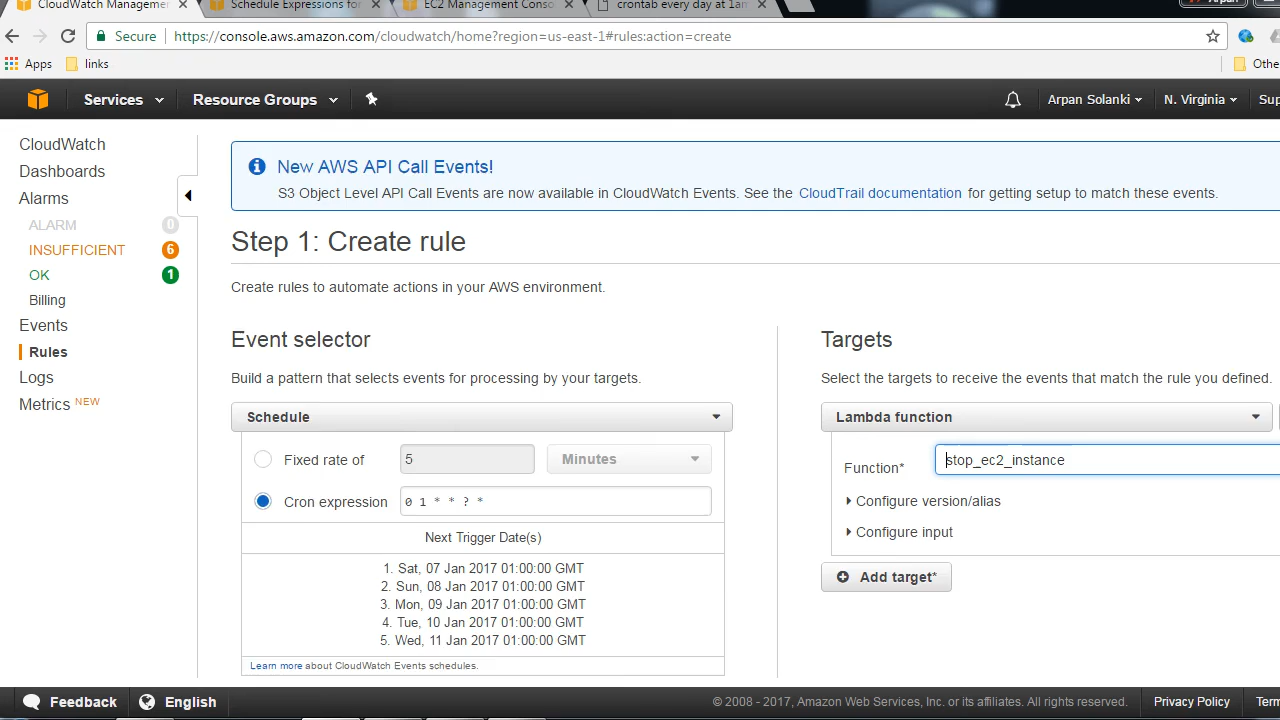 CloudWatch Managemen
Schedule Expressions for
EC2 Management Conso
crontab every day at 1am
Arpan
Secure
https://console.aws.amazon.com/cloudwatch/home?region=us-east-1#rules:action=create
Apps
links
Othe
Services
Resource Groups
Arpan Solanki
N. Virginia
Sup
CloudWatch
Dashboards
Alarms
ALARM 0
INSUFFICIENT 6
OK 1
Billing
Events
Rules
Logs
Metrics NEW
New AWS API Call Events!
S3 Object Level API Call Events are now available in CloudWatch Events. See the CloudTrail documentation for getting setup to match these events.
Step 1: Create rule
Create rules to automate actions in your AWS environment.
Event selector
Build a pattern that selects events for processing by your targets.
Schedule
Fixed rate of 5 Minutes
Cron expression 0 1 * * ? *
Next Trigger Date(s)
1. Sat, 07 Jan 2017 01:00:00 GMT
2. Sun, 08 Jan 2017 01:00:00 GMT
3. Mon, 09 Jan 2017 01:00:00 GMT
4. Tue, 10 Jan 2017 01:00:00 GMT
5. Wed, 11 Jan 2017 01:00:00 GMT
Learn more about CloudWatch Events schedules.
Targets
Select the targets to receive the events that match the rule you defined.
Lambda function
Function* stop_ec2_instance
Configure version/alias
Configure input
Add target*
Feedback
English
© 2008 - 2017, Amazon Web Services, Inc. or its affiliates. All rights reserved.
Privacy Policy
Term